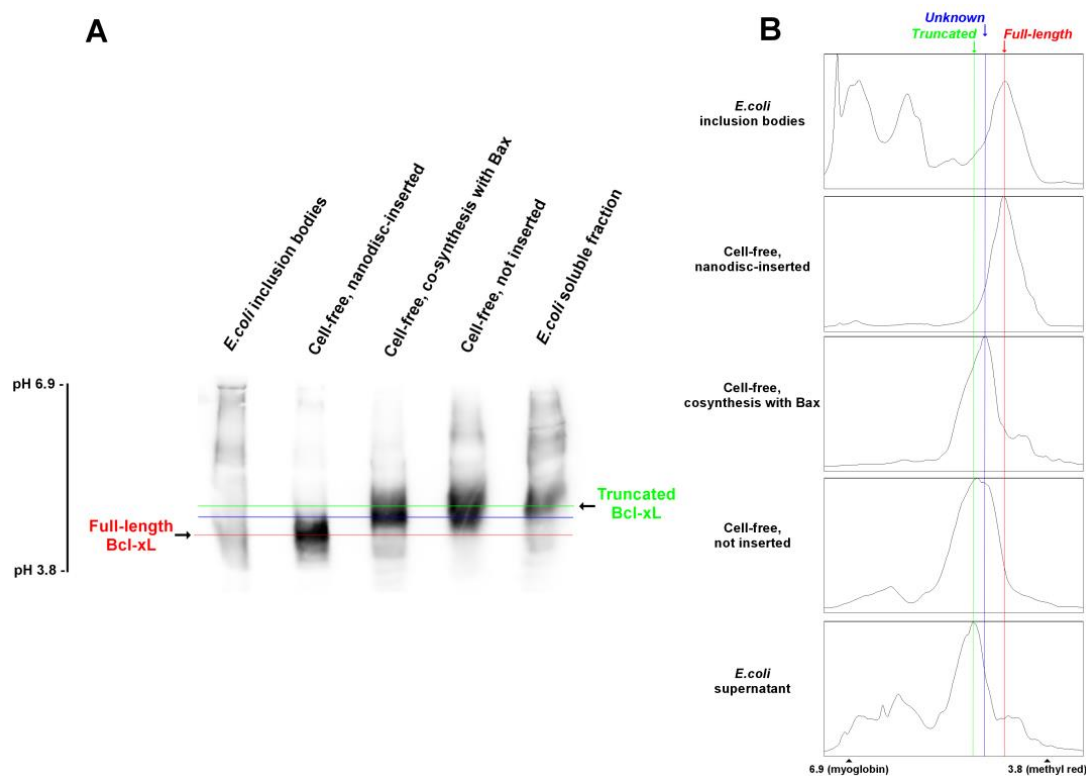 A
E.coli inclusion bodies
Cell-free, nanodisc-inserted
Cell-free, co-synthesis with Bax
Cell-free, not inserted
E.coli soluble fraction
pH 6.9 -
Full-length
Bcl-xL
pH 3.8 -
Truncated
Bcl-xL
B
Unknown
Truncated
Full-length
E.coli
inclusion bodies
Cell-free,
nanodisc-inserted
Cell-free,
cosynthesis with Bax
Cell-free,
not inserted
E.coli
supernatant
6.9 (myoglobin)
3.8 (methyl red)